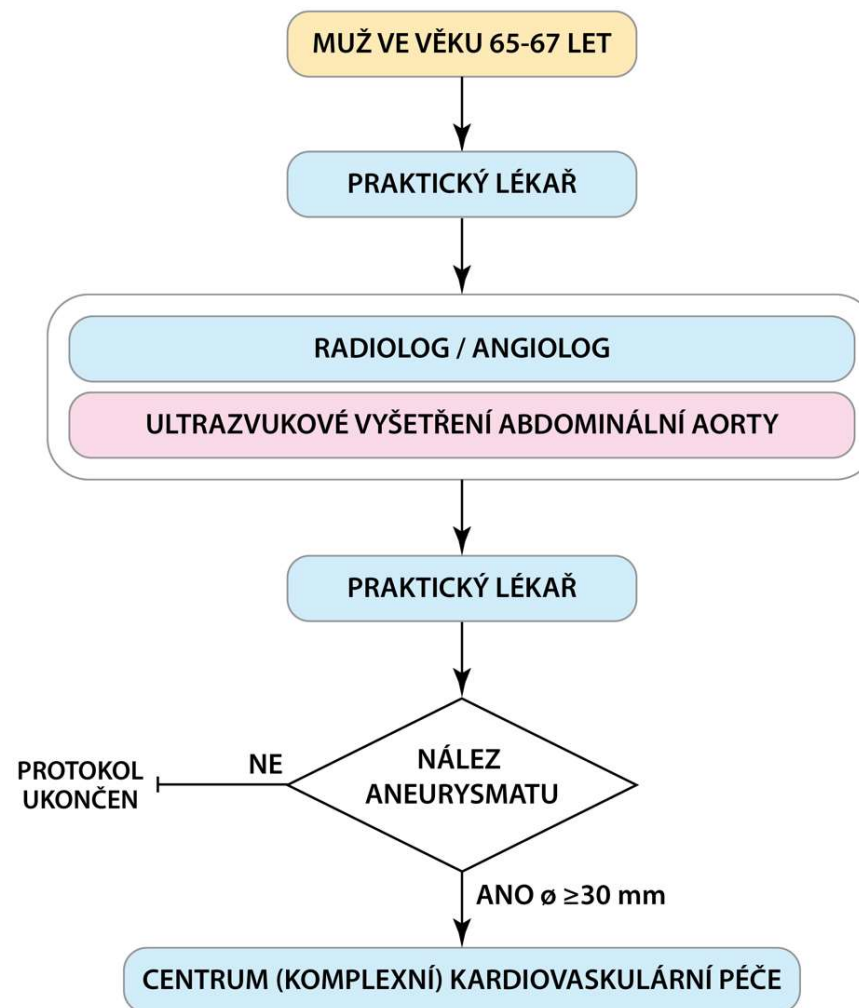 MUŽ VE VĚKU 65-67 LET
PRAKTICKÝ LÉKAŘ
RADIOLOG / ANGIOLOG
ULTRAZVUKOVÉ VYŠETŘENÍ ABDOMINÁLNÍ AORTY
PRAKTICKÝ LÉKAŘ
NÁLEZ
ANEURYSMATU
NE
PROTOKOL
UKONČEN
ANO ø ≥30 mm
CENTRUM (KOMPLEXNÍ) KARDIOVASKULÁRNÍ PÉČE